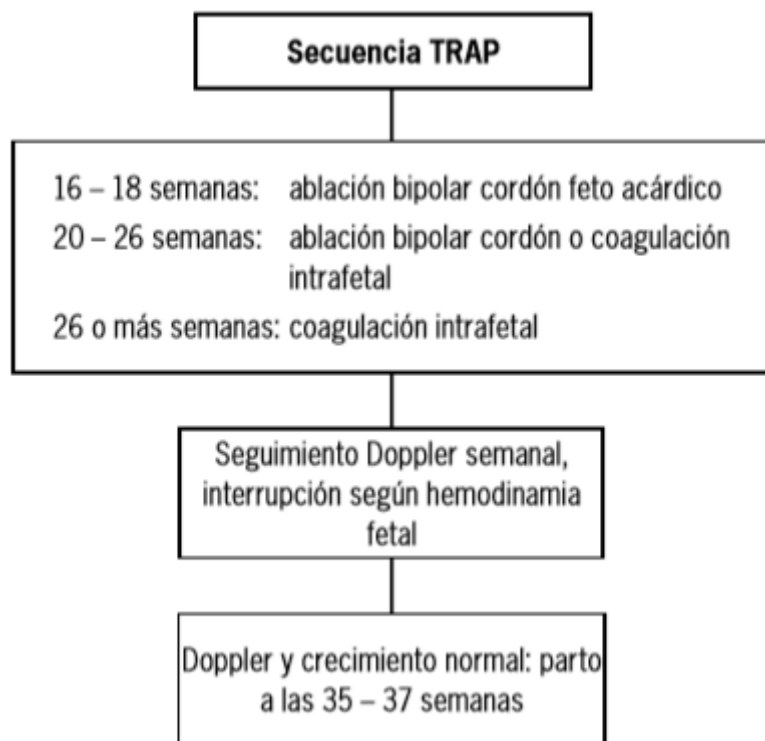 Secuencia TRAP
16 – 18 semanas: ablación bipolar cordón feto acárdico
20 – 26 semanas: ablación bipolar cordón o coagulación
intrafetal
26 o más semanas: coagulación intrafetal
Seguimiento Doppler semanal,
interrupción según hemodinamia
fetal
Doppler y crecimiento normal: parto
a las 35 – 37 semanas